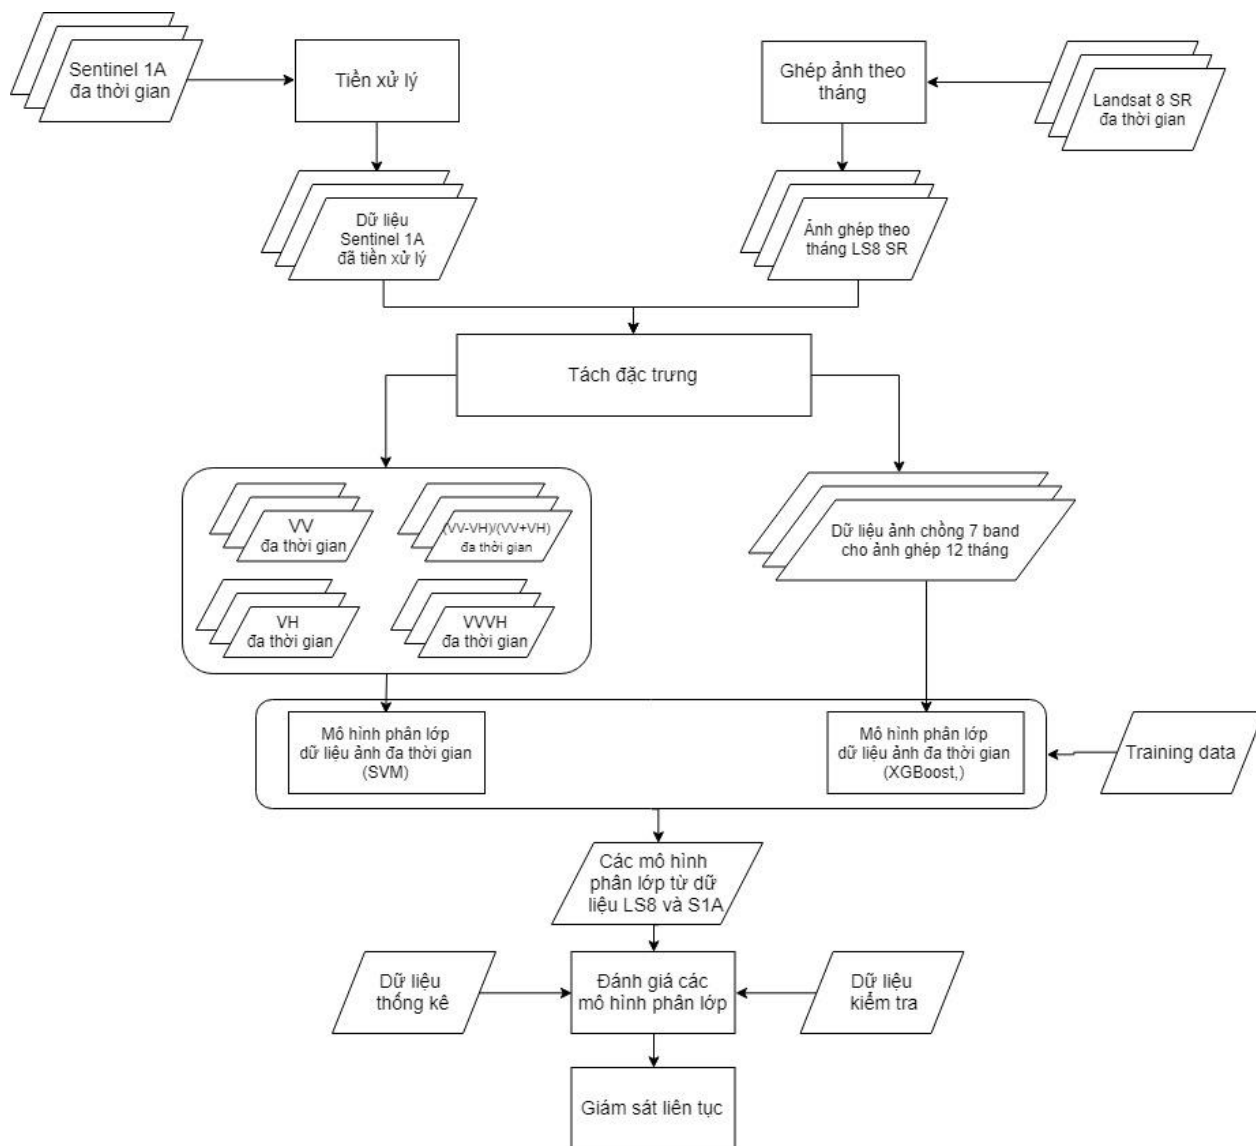 Sentinel 1A
đa thời gian
Tiền xử lý
Ghép ảnh theo
tháng
Landsat 8 SR
đa thời gian
Dữ liệu
Sentinel 1A
đã tiền xử lý
Ảnh ghép theo
tháng LS8 SR
Tách đặc trưng
VV
đa thời gian
(VV-VH)/(VV+VH)
đa thời gian
VH
đa thời gian
VVVH
đa thời gian
Dữ liệu ảnh chồng 7 band
cho ảnh ghép 12 tháng
Mô hình phân lớp
dữ liệu ảnh đa thời gian
(SVM)
Mô hình phân lớp
dữ liệu ảnh đa thời gian
(XGBoost,)
Training data
Các mô hình
phân lớp từ dữ
liệu LS8 và S1A
Dữ liệu
thống kê
Đánh giá các
mô hình phân lớp
Dữ liệu
kiểm tra
Giám sát liên tục